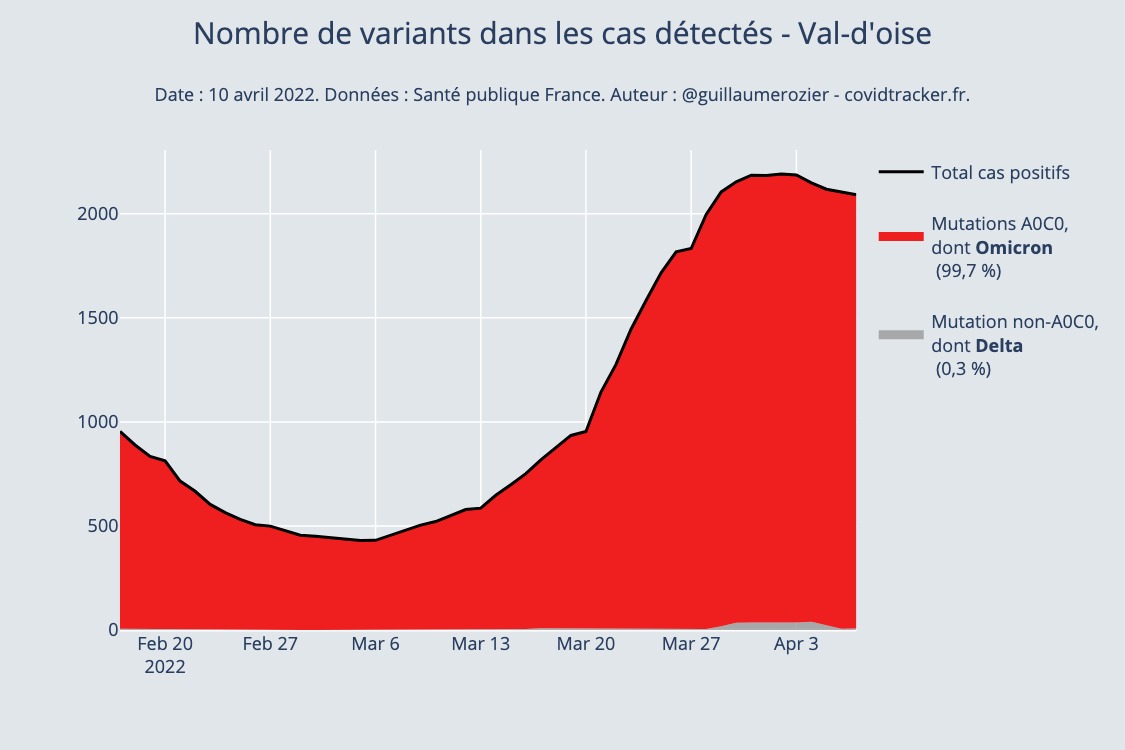 Nombre de variants dans les cas détectés - Val-d'oise
Date : 10 avril 2022. Données : Santé publique France. Auteur : @guillaumerozier - covidtracker.fr.
Total cas positifs
Mutations A0C0,
dont Omicron
(99,7 %)
Mutation non-A0C0,
dont Delta
(0,3 %)
2000
1500
1000
500
0
Feb 20 Feb 27 Mar 6 Mar 13 Mar 20 Mar 27 Apr 3
2022